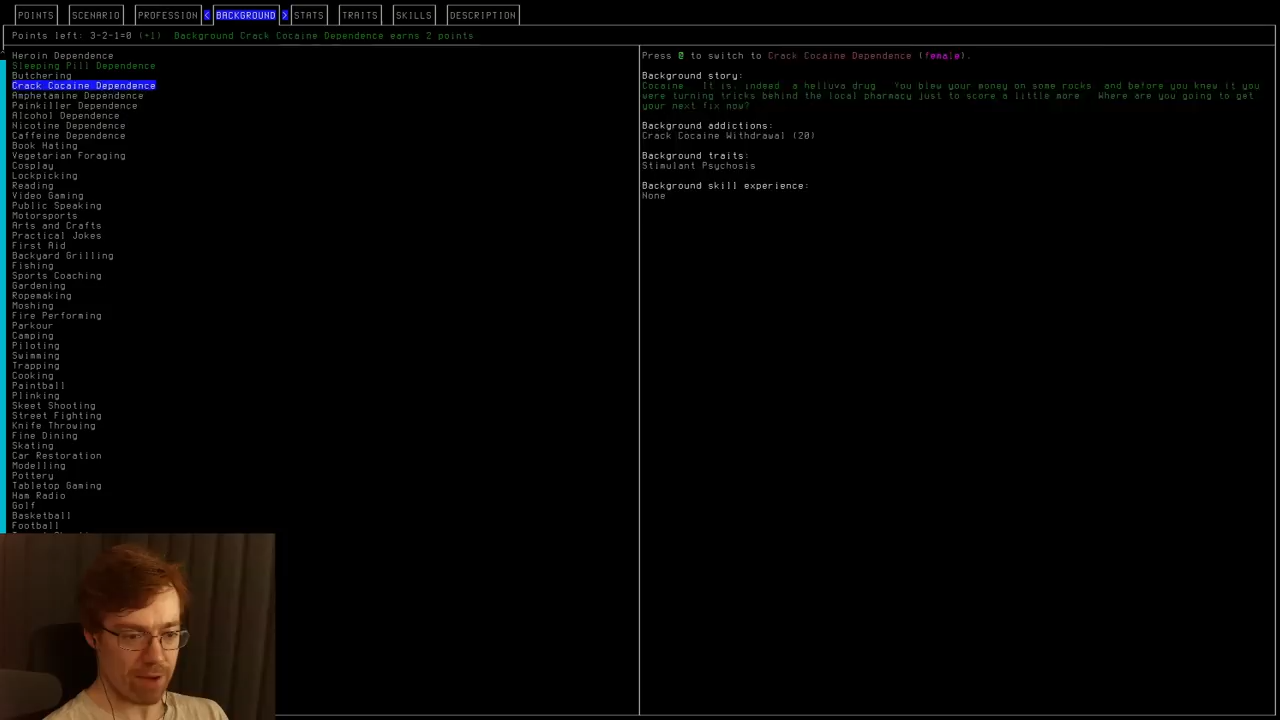 POINTS SCENARIO PROFESSION < BACKGROUND > STATS TRAITS SKILLS DESCRIPTION
Points left: 3-2-1=0 (+1) Background Crack Cocaine Dependence earns 2 points
Heroin Dependence
Sleeping Pill Dependence
Butchering
Crack Cocaine Dependence
Amphetamine Dependence
Painkiller Dependence
Alcohol Dependence
Nicotine Dependence
Caffeine Dependence
Book Hating
Vegetarian Foraging
Cosplay
Lockpicking
Reading
Video Gaming
Public Speaking
Motorsports
Arts and Crafts
Practical Jokes
First Aid
Backyard Grilling
Fishing
Sports Coaching
Gardening
Ropemaking
Moshing
Fire Performing
Parkour
Camping
Piloting
Swimming
Trapping
Cooking
Paintball
Plinking
Skeet Shooting
Street Fighting
Knife Throwing
Fine Dining
Skating
Car Restoration
Modelling
Pottery
Tabletop Gaming
Ham Radio
Golf
Basketball
Football
Press @ to switch to Crack Cocaine Dependence (female).
Background story:
Cocaine. It is, indeed, a helluva drug. You blew your money on some rocks, and before you knew it you
were turning tricks behind the local pharmacy just to score a little more. Where are you going to get
your next fix now?
Background addictions:
Crack Cocaine Withdrawal (20)
Background traits:
Stimulant Psychosis
Background skill experience:
None